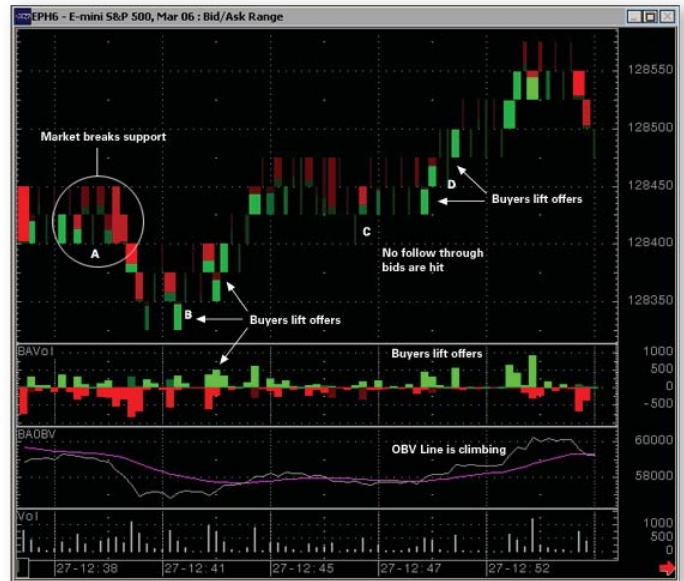 EPH6 - E-mini S&P 500, Mar 06 : Bid/Ask Range
128550
128500
Market breaks support
D
Buyers lift offers
128450
A
C
No follow through
bids are hit
128400
B
Buyers lift offers
128350
BAVol
Buyers lift offers
1000
500
0
-500
BAOBV
OBV Line is climbing
60000
58000
Vol
1000
500
0
27-12:38
27-12:41
27-12:45
27-12:47
27-12:52